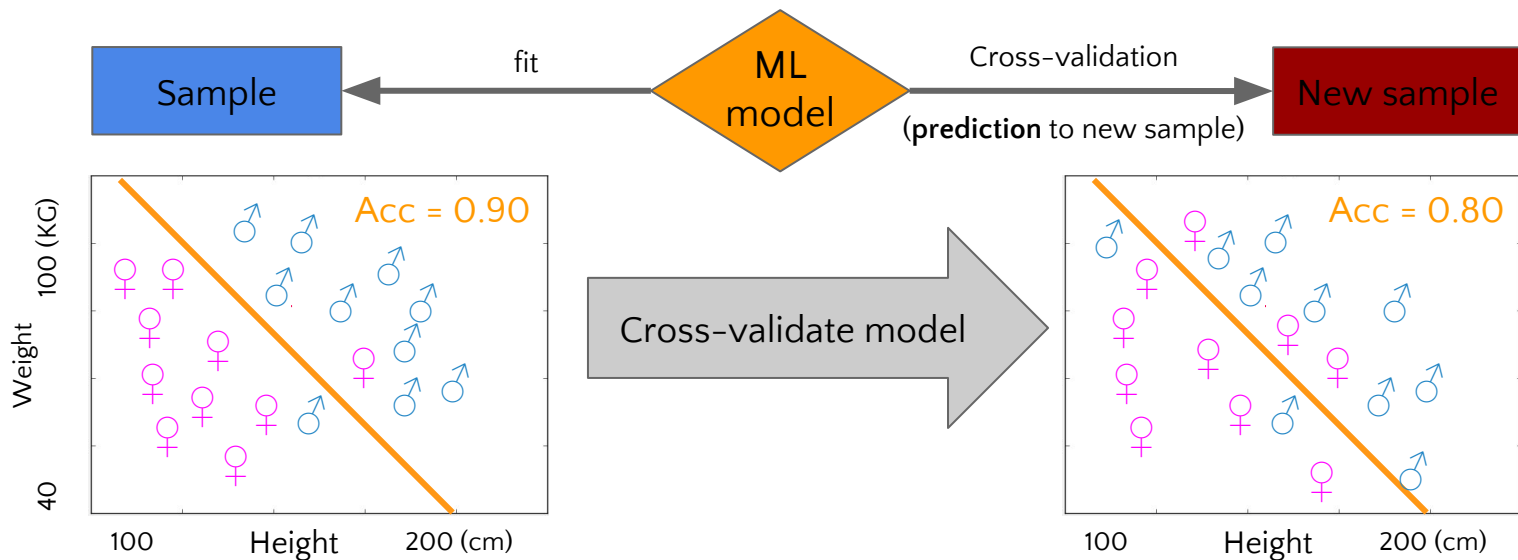 Sample
fit
ML
model
Cross-validation
(prediction to new sample)
New sample
Acc = 0.90
Weight
40
100 (KG)
100
Height
200 (cm)
Cross-validate model
Acc = 0.80
100
Height
200 (cm)